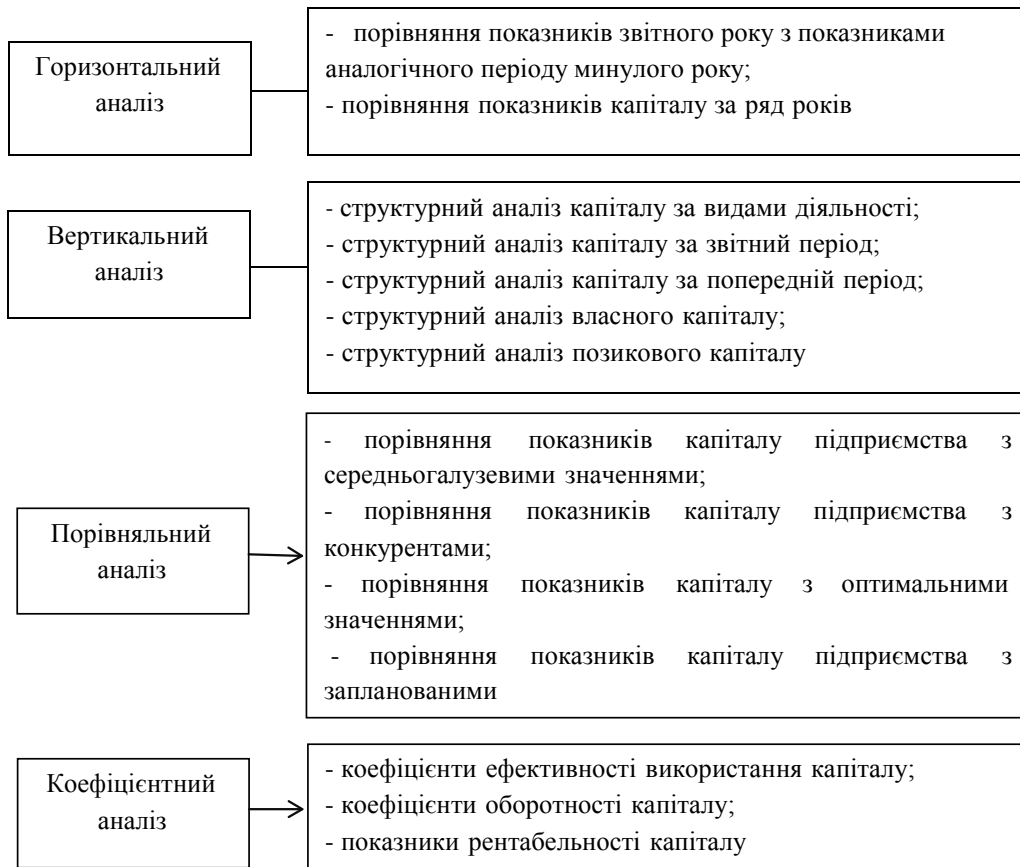 Горизонтальний
аналіз
- порівняння показників звітного року з показниками
аналогічного періоду минулого року;
- порівняння показників капіталу за ряд років
Вертикальний
аналіз
- структурний аналіз капіталу за видами діяльності;
- структурний аналіз капіталу за звітний період;
- структурний аналіз капіталу за попередній період;
- структурний аналіз власного капіталу;
- структурний аналіз позикового капіталу
Порівняльний
аналіз
- порівняння показників капіталу підприємства з
середньогалузевими значеннями;
- порівняння показників капіталу підприємства з
конкурентами;
- порівняння показників капіталу з оптимальними
значеннями;
- порівняння показників капіталу підприємства з
запланованими
Коефіцієнтний
аналіз
- коефіцієнти ефективності використання капіталу;
- коефіцієнти оборотності капіталу;
- показники рентабельності капіталу